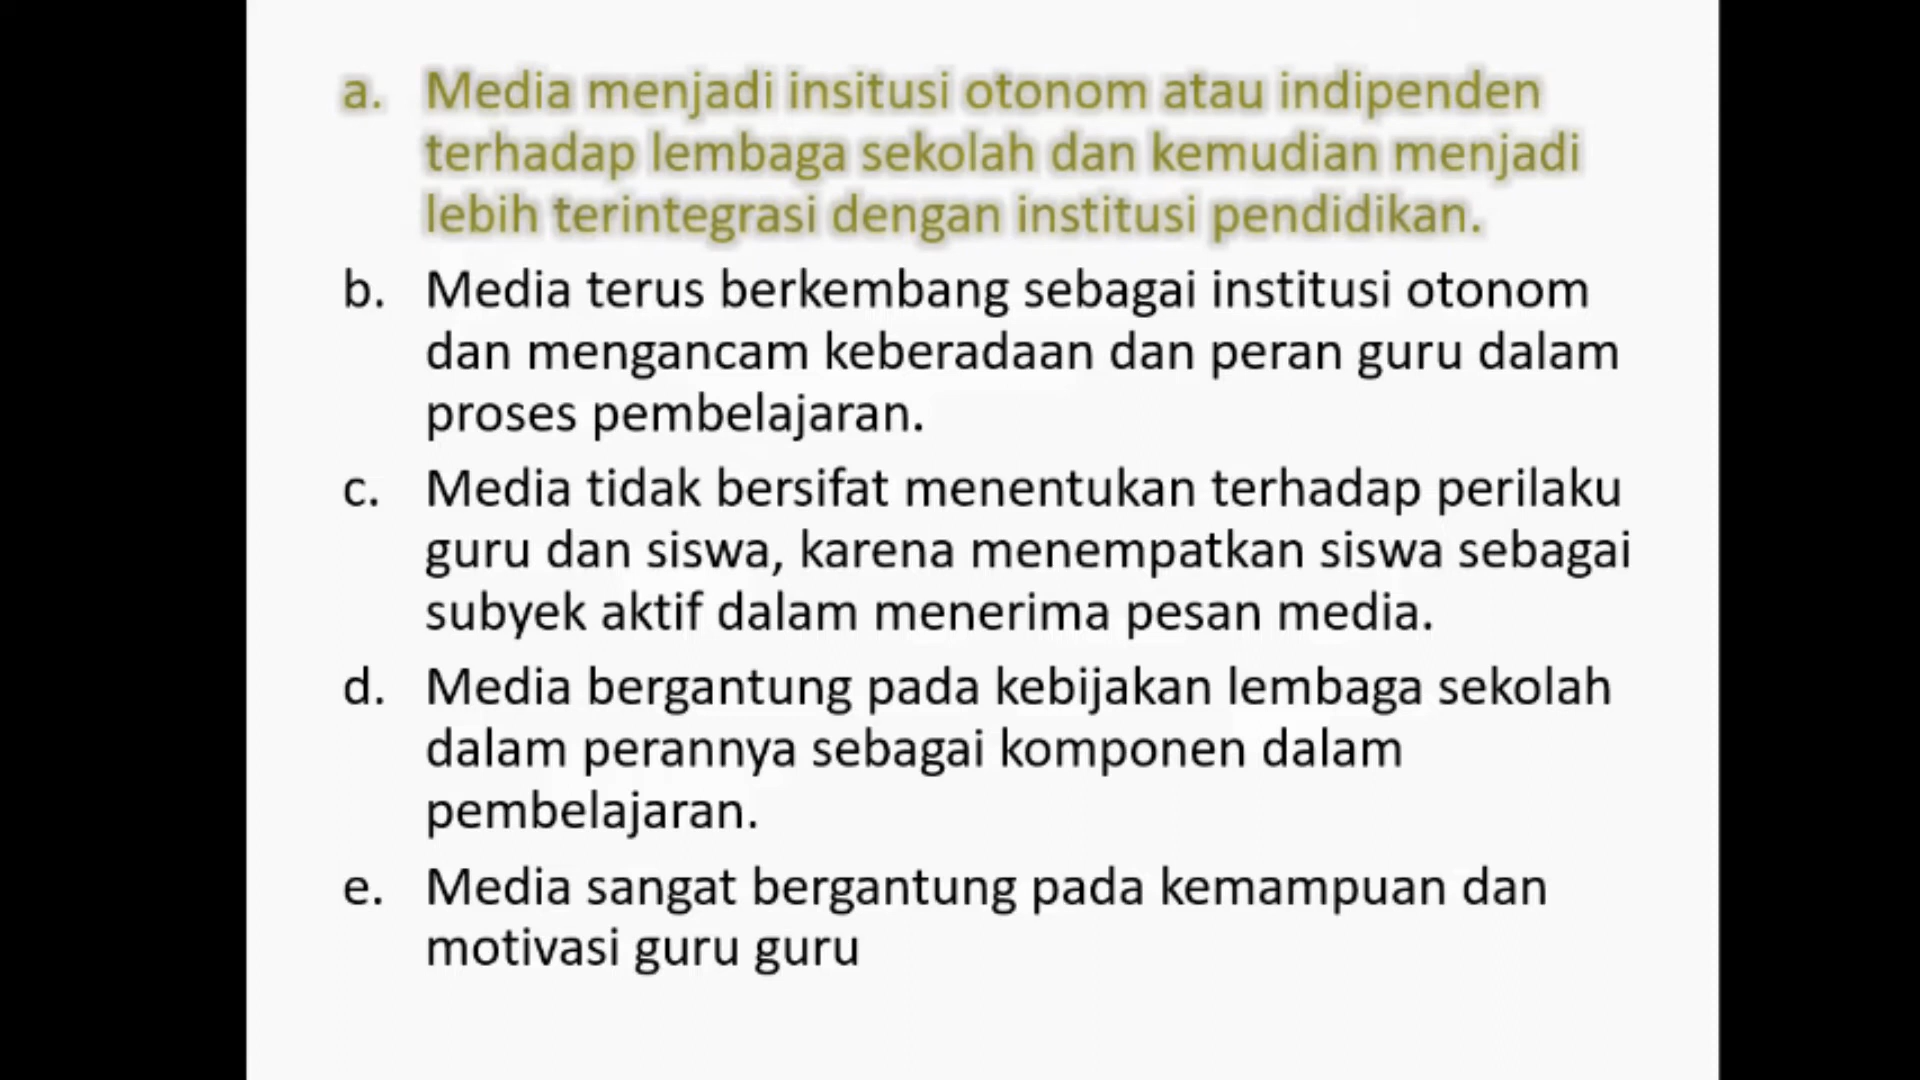 a. Media menjadi insitusi otonom atau indipenden
terhadap lembaga sekolah dan kemudian menjadi
lebih terintegrasi dengan institusi pendidikan.
b. Media terus berkembang sebagai institusi otonom
dan mengancam keberadaan dan peran guru dalam
proses pembelajaran.
c. Media tidak bersifat menentukan terhadap perilaku
guru dan siswa, karena menempatkan siswa sebagai
subyek aktif dalam menerima pesan media.
d. Media bergantung pada kebijakan lembaga sekolah
dalam perannya sebagai komponen dalam
pembelajaran.
e. Media sangat bergantung pada kemampuan dan
motivasi guru guru